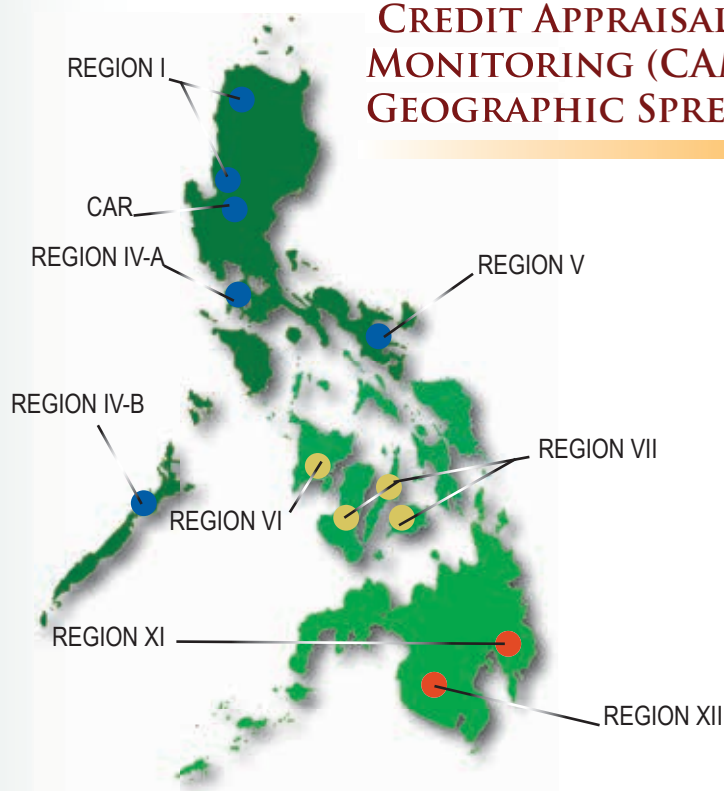 CREDIT APPRAISAL
MONITORING (CAM
GEOGRAPHIC SPRE
REGION I
CAR
REGION IV-A
REGION V
REGION IV-B
REGION VII
REGION VI
REGION XI
REGION XII